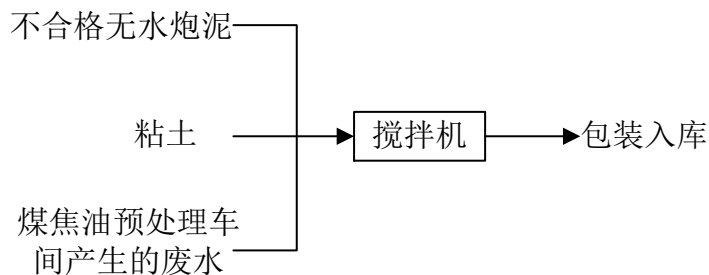 不合格无水炮泥
粘土
搅拌机
包装入库
煤焦油预处理车
间产生的废水